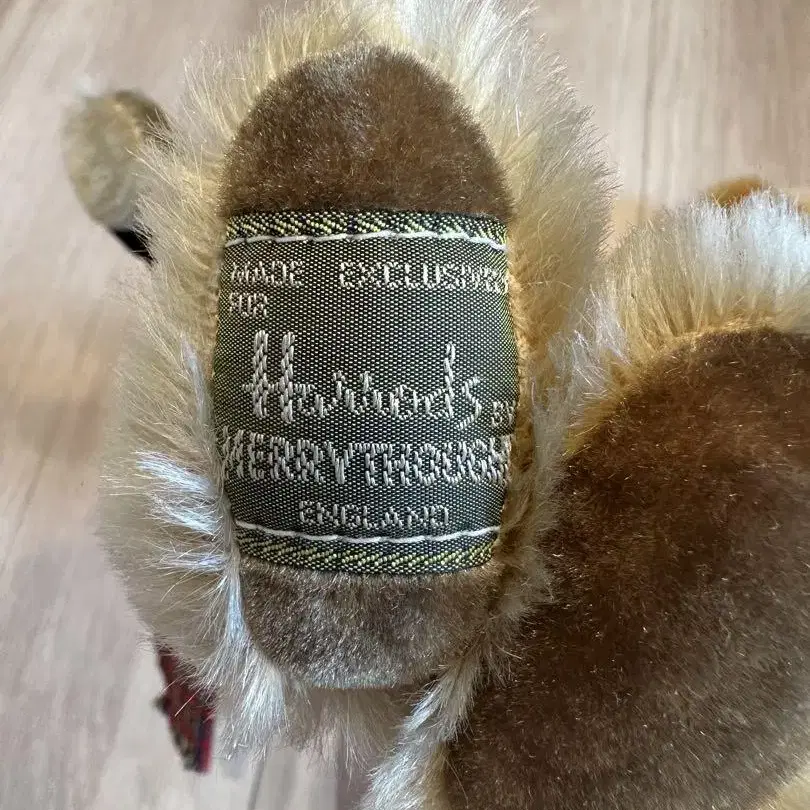 MADE EXCLUSIVELY
FOR
Harrods BY
MERRYTHOUGHT
ENGLAND